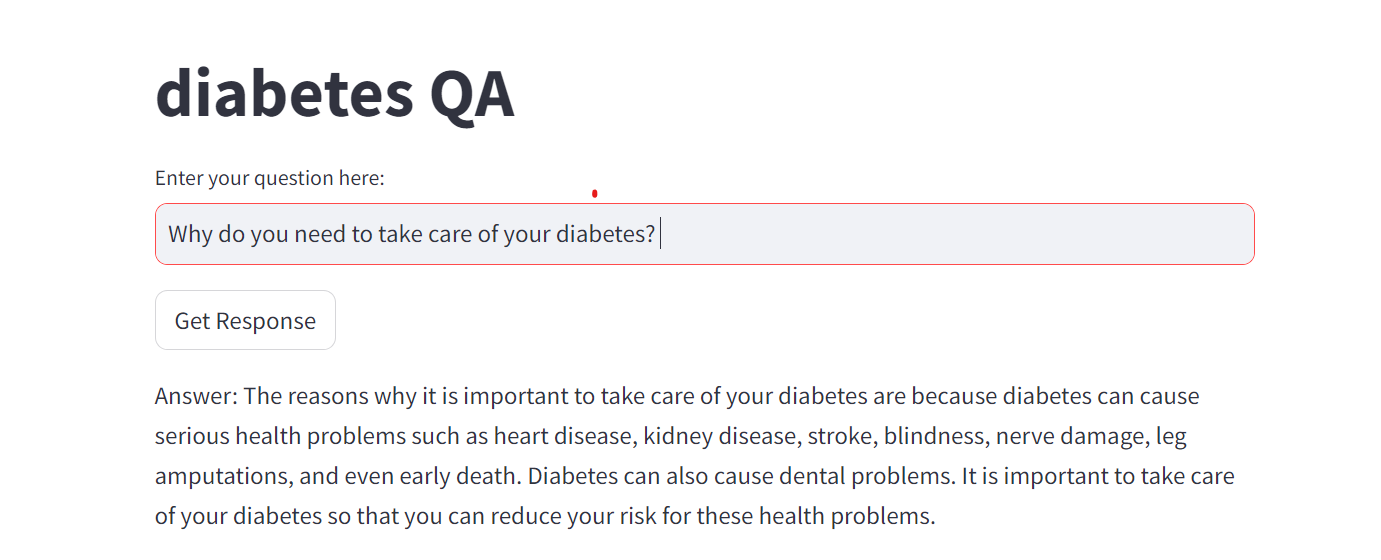 diabetes QA
Enter your question here:
Why do you need to take care of your diabetes?
Get Response
Answer: The reasons why it is important to take care of your diabetes are because diabetes can cause
serious health problems such as heart disease, kidney disease, stroke, blindness, nerve damage, leg
amputations, and even early death. Diabetes can also cause dental problems. It is important to take care
of your diabetes so that you can reduce your risk for these health problems.